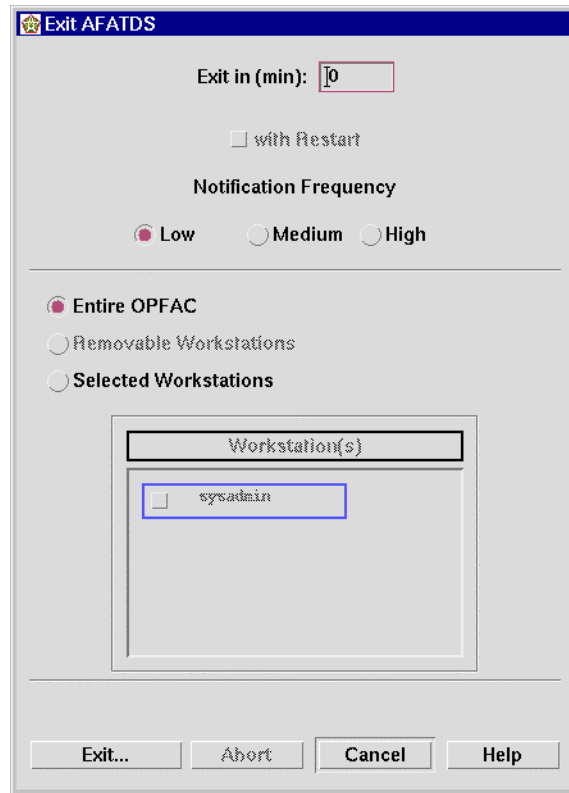 Exit AFATDS
Exit in (min): 0
with Restart
Notification Frequency
Low Medium High
Entire OPFAC
Removable Workstations
Selected Workstations
Workstation(s)
sysadmin
Exit... Abort Cancel Help